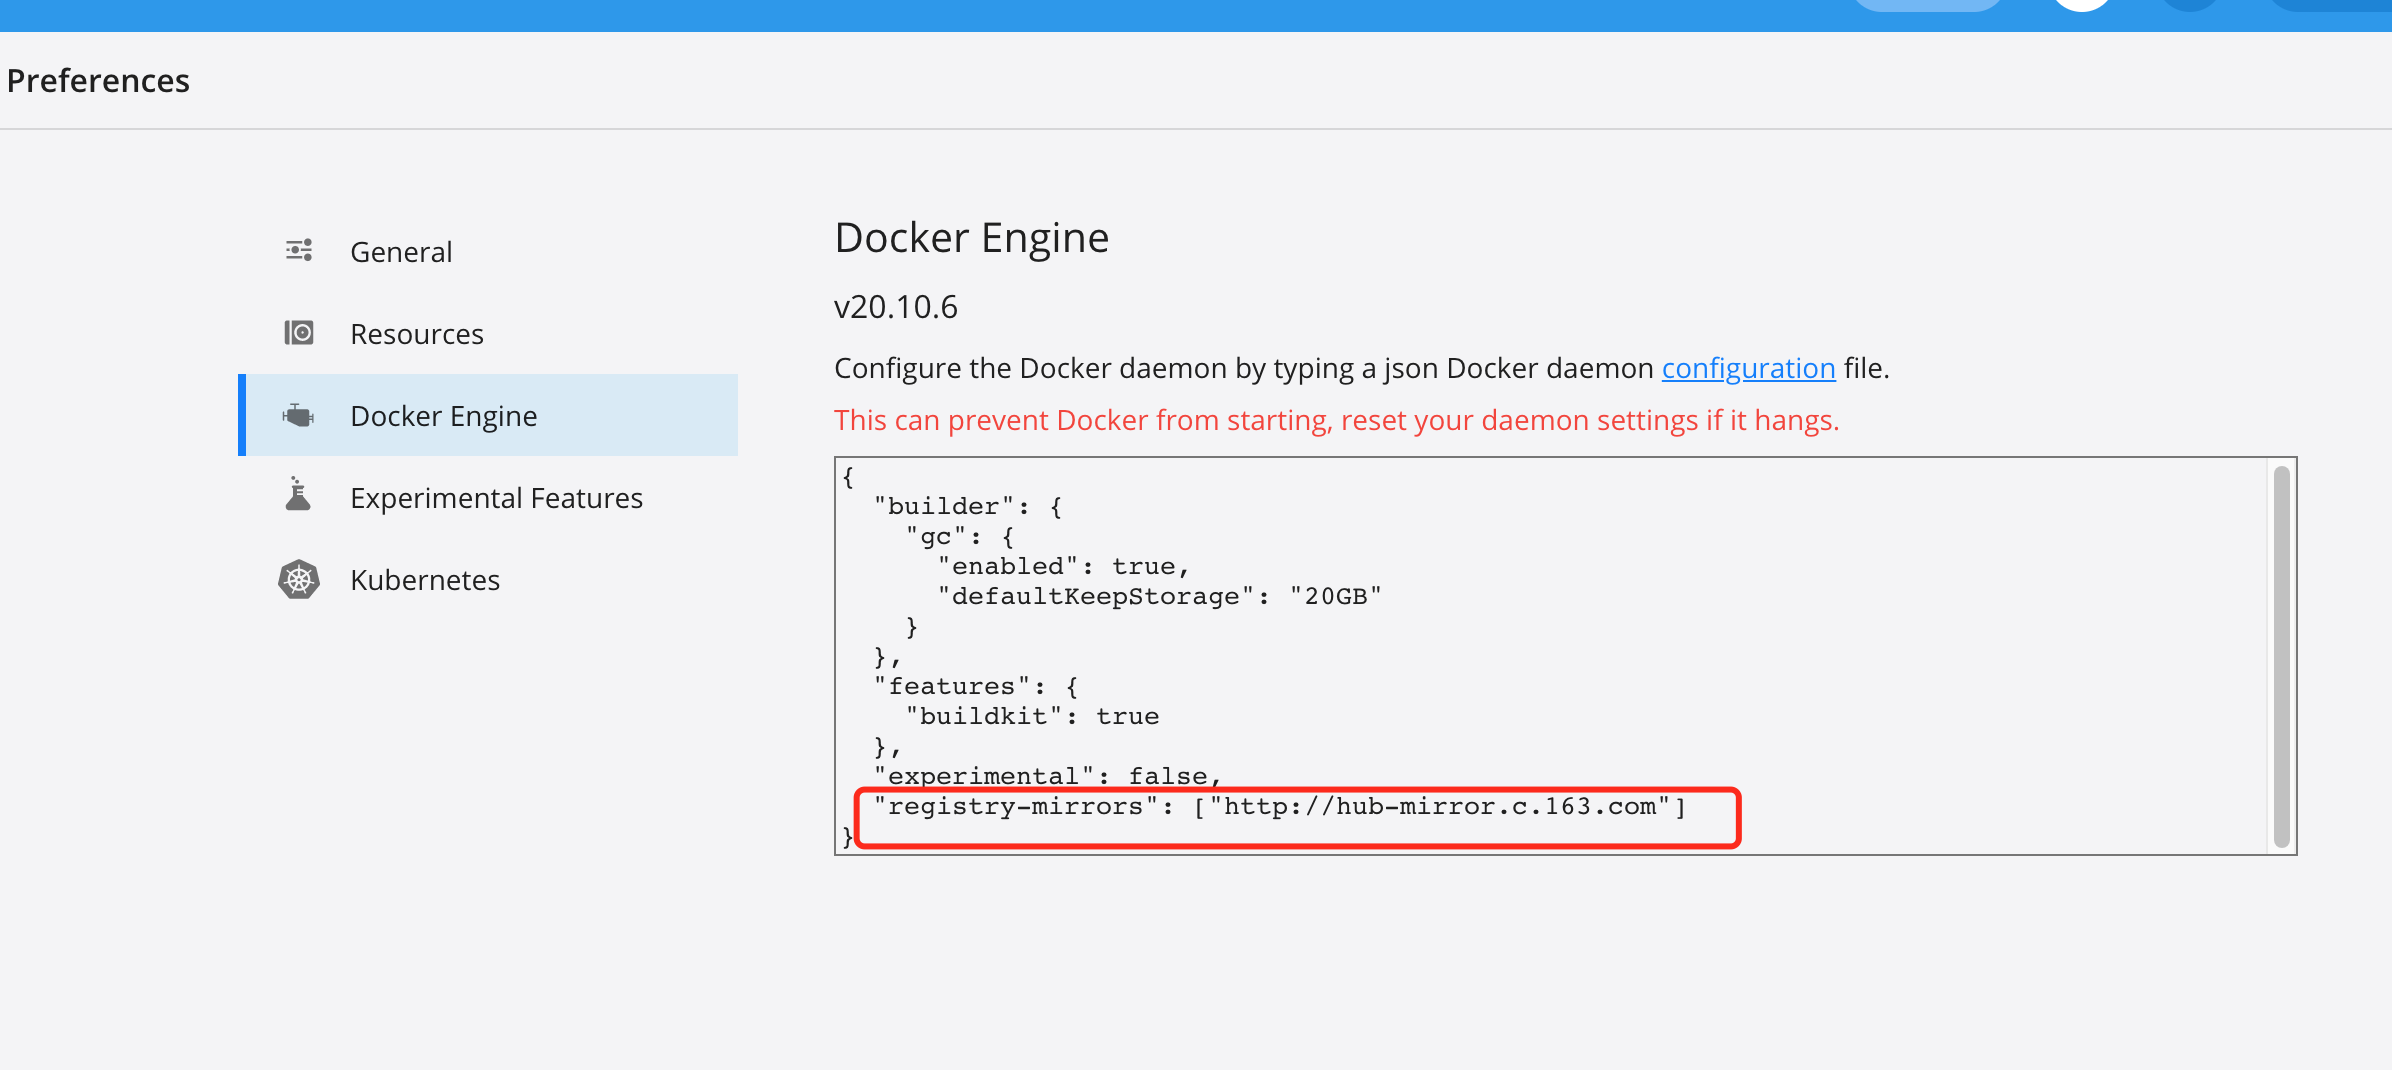 Preferences
General
Resources
Docker Engine
Experimental Features
Kubernetes
Docker Engine
v20.10.6
Configure the Docker daemon by typing a json Docker daemon configuration file.
This can prevent Docker from starting, reset your daemon settings if it hangs.
{
  "builder": {
    "gc": {
      "enabled": true,
      "defaultKeepStorage": "20GB"
    }
  },
  "features": {
    "buildkit": true
  },
  "experimental": false,
  "registry-mirrors": ["http://hub-mirror.c.163.com"]
}